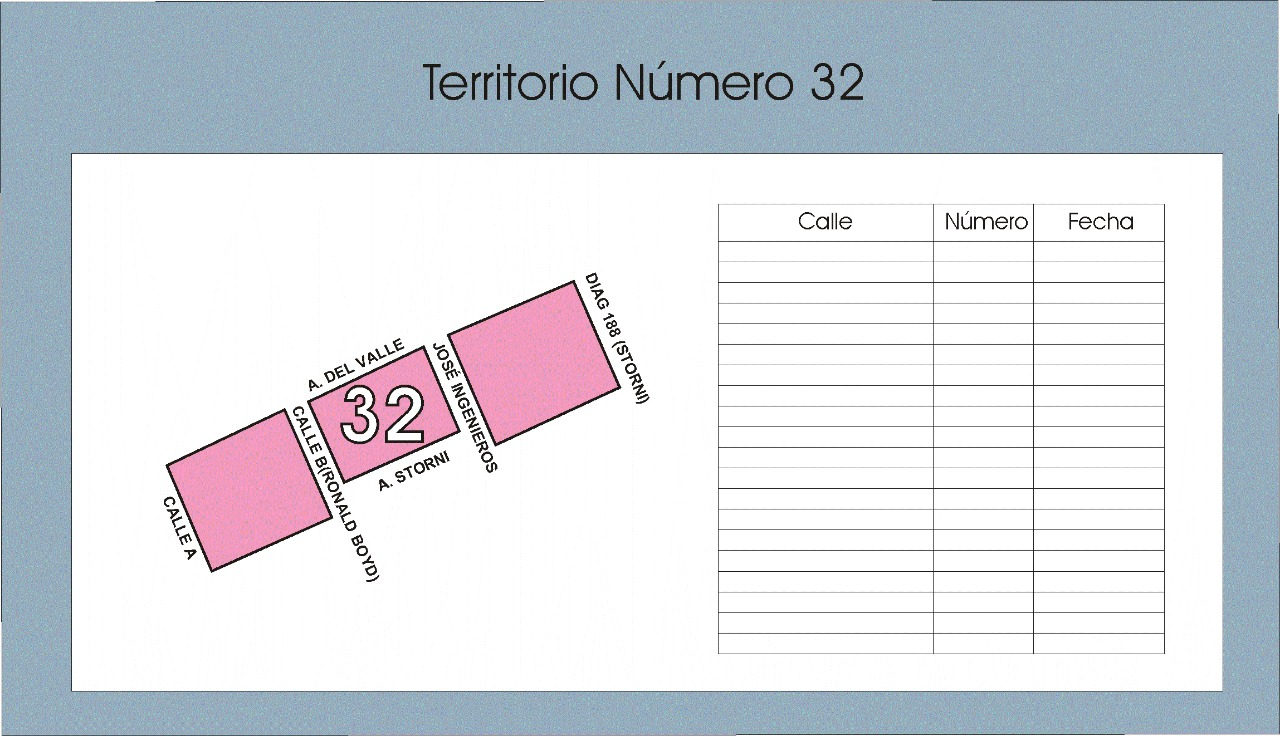 Territorio Número 32
Calle Número Fecha
DIAG 188 (STORNI)
A. DEL VALLE
JOSÉ INGENIEROS
32
CALLE B(RONALD BOYD)
A. STORNI
CALLE A